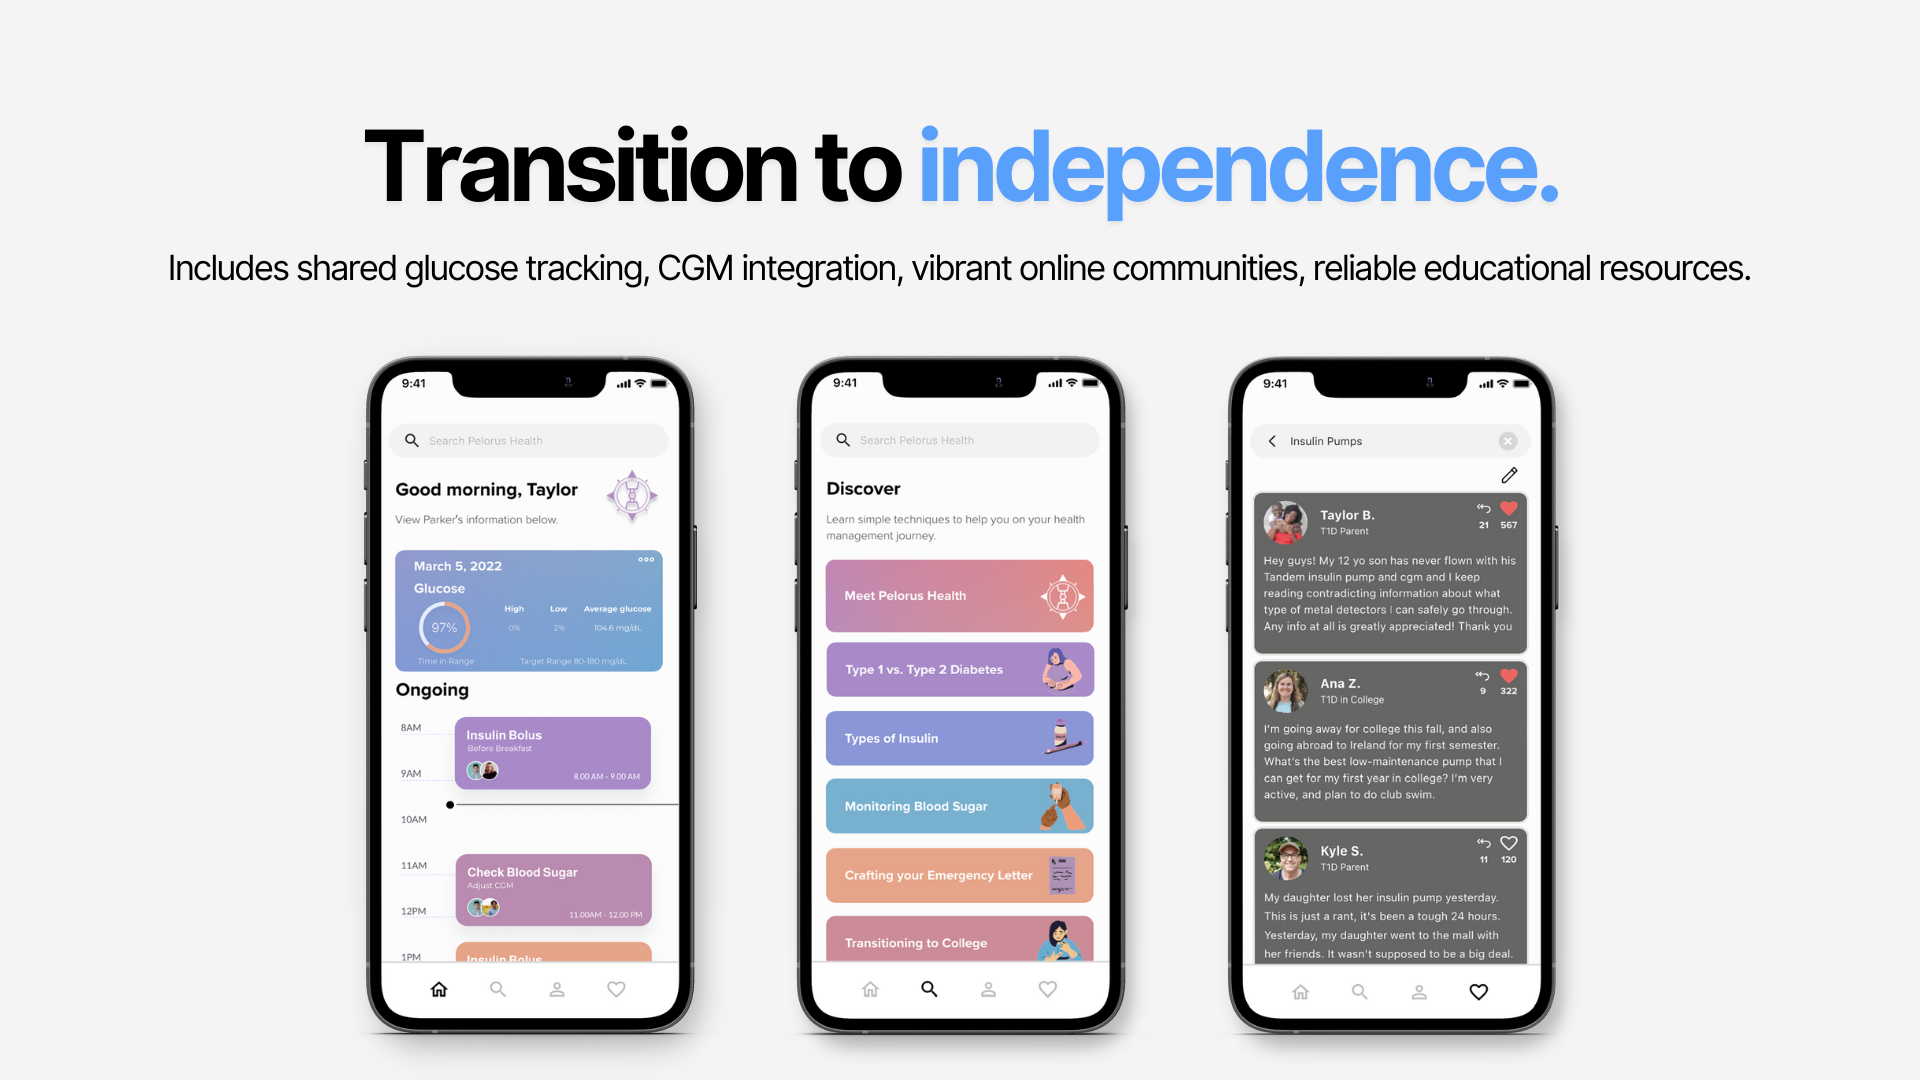 Transition to independence.
Includes shared glucose tracking, CGM integration, vibrant online communities, reliable educational resources.
9:41
Search Pelorus Health
Good morning, Taylor
View Parker's information below.
March 5, 2022
Glucose
97%
High
Low
Average glucose
0%
2%
104.6 mg/dL
Time in Range
Target Range 80-180 mg/dL
Ongoing
8AM
Insulin Bolus
Before Breakfast
8.00 AM - 9.00 AM
9AM
10AM
11AM
Check Blood Sugar
Adjust CGM
11.00AM - 12.00 PM
12PM
1PM
Insulin Bolus
9:41
Search Pelorus Health
Discover
Learn simple techniques to help you on your health
management journey.
Meet Pelorus Health
Type 1 vs. Type 2 Diabetes
Types of Insulin
Monitoring Blood Sugar
Crafting your Emergency Letter
Transitioning to College
9:41
Insulin Pumps
Taylor B.
T1D Parent
21
567
Hey guys! My 12 yo son has never flown with his
Tandem insulin pump and cgm and I keep
reading contradicting information about what
type of metal detectors I can safely go through.
Any info at all is greatly appreciated! Thank you
Ana Z.
T1D in College
9
322
I'm going away for college this fall, and also
going abroad to Ireland for my first semester.
What's the best low-maintenance pump that I
can get for my first year in college? I'm very
active, and plan to do club swim.
Kyle S.
T1D Parent
11
120
My daughter lost her insulin pump yesterday.
This is just a rant, it's been a tough 24 hours.
Yesterday, my daughter went to the mall with
her friends. It wasn't supposed to be a big deal.